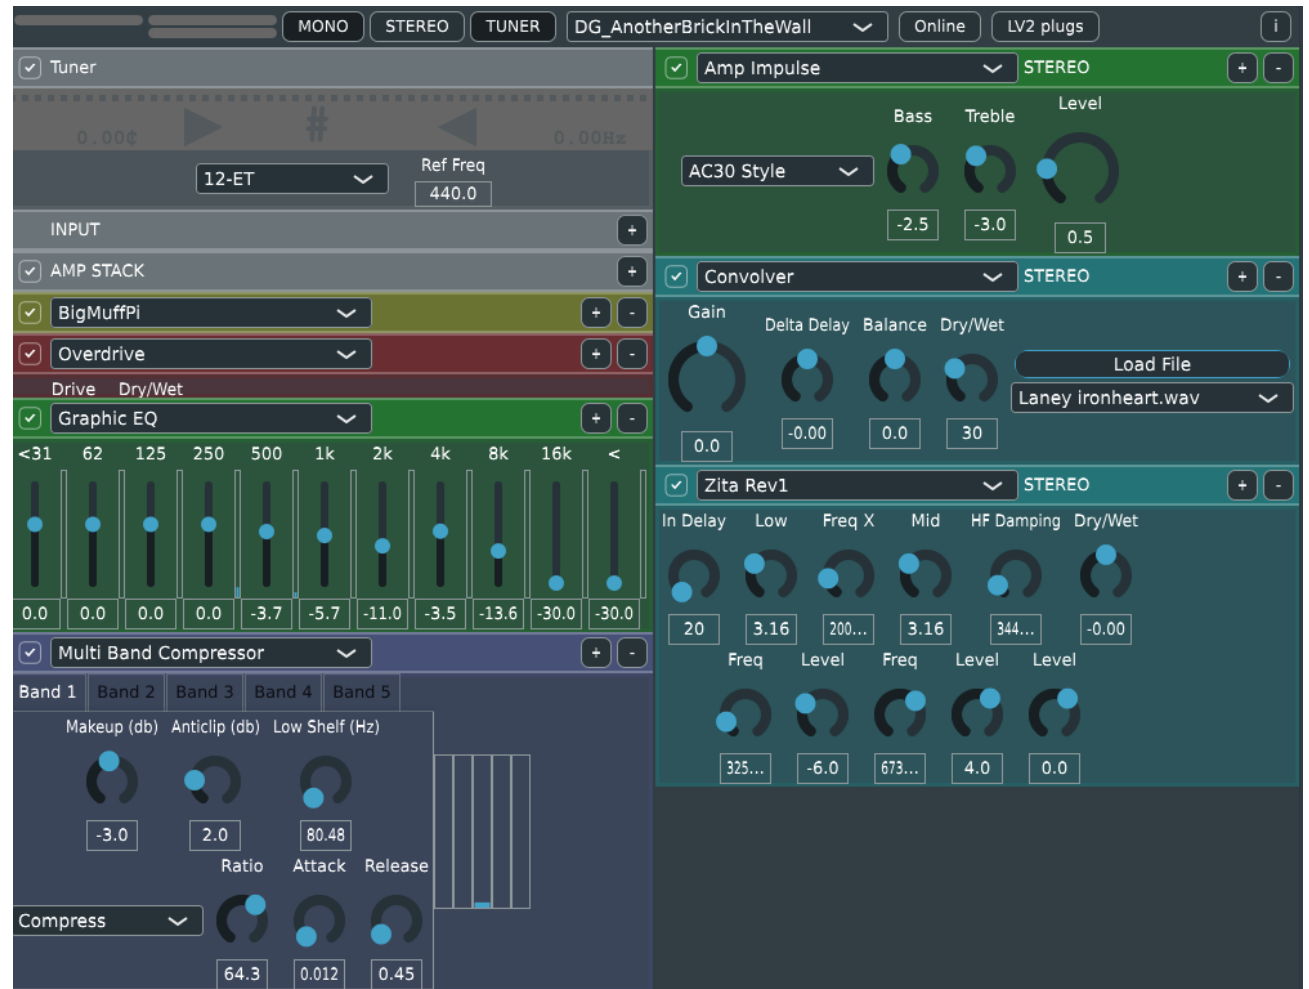 MONO STEREO TUNER DG_AnotherBrickInTheWall Online LV2 plugs i
Tuner
0.00¢ # 0.00Hz
12-ET Ref Freq
440.0
INPUT +
AMP STACK +
BigMuffPi + -
Overdrive + -
Drive Dry/Wet
Graphic EQ + -
<31 62 125 250 500 1k 2k 4k 8k 16k <
0.0 0.0 0.0 0.0 -3.7 -5.7 -11.0 -3.5 -13.6 -30.0 -30.0
Multi Band Compressor + -
Band 1 Band 2 Band 3 Band 4 Band 5
Makeup (db) Anticlip (db) Low Shelf (Hz)
-3.0 2.0 80.48
Ratio Attack Release
Compress
64.3 0.012 0.45
Amp Impulse STEREO + -
Bass Treble Level
AC30 Style
-2.5 -3.0 0.5
Convolver STEREO + -
Gain Delta Delay Balance Dry/Wet
Load File
Laney ironheart.wav
0.0 -0.00 0.0 30
Zita Rev1 STEREO + -
In Delay Low Freq X Mid HF Damping Dry/Wet
20 3.16 200... 3.16 344... -0.00
Freq Level Freq Level Level
325... -6.0 673... 4.0 0.0